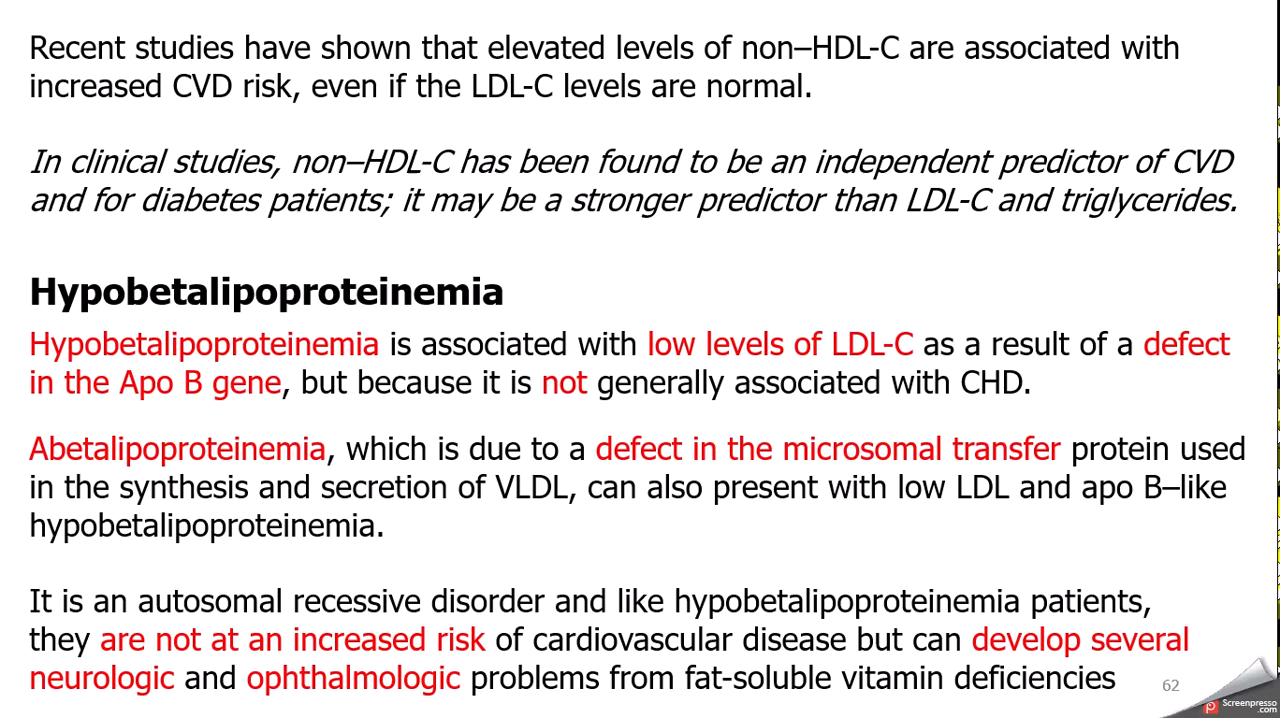 Recent studies have shown that elevated levels of non–HDL-C are associated with
increased CVD risk, even if the LDL-C levels are normal.
In clinical studies, non–HDL-C has been found to be an independent predictor of CVD
and for diabetes patients; it may be a stronger predictor than LDL-C and triglycerides.
Hypobetalipoproteinemia
Hypobetalipoproteinemia is associated with low levels of LDL-C as a result of a defect
in the Apo B gene, but because it is not generally associated with CHD.
Abetalipoproteinemia, which is due to a defect in the microsomal transfer protein used
in the synthesis and secretion of VLDL, can also present with low LDL and apo B–like
hypobetalipoproteinemia.
It is an autosomal recessive disorder and like hypobetalipoproteinemia patients,
they are not at an increased risk of cardiovascular disease but can develop several
neurologic and ophthalmologic problems from fat-soluble vitamin deficiencies
62
Screenpresso
.com